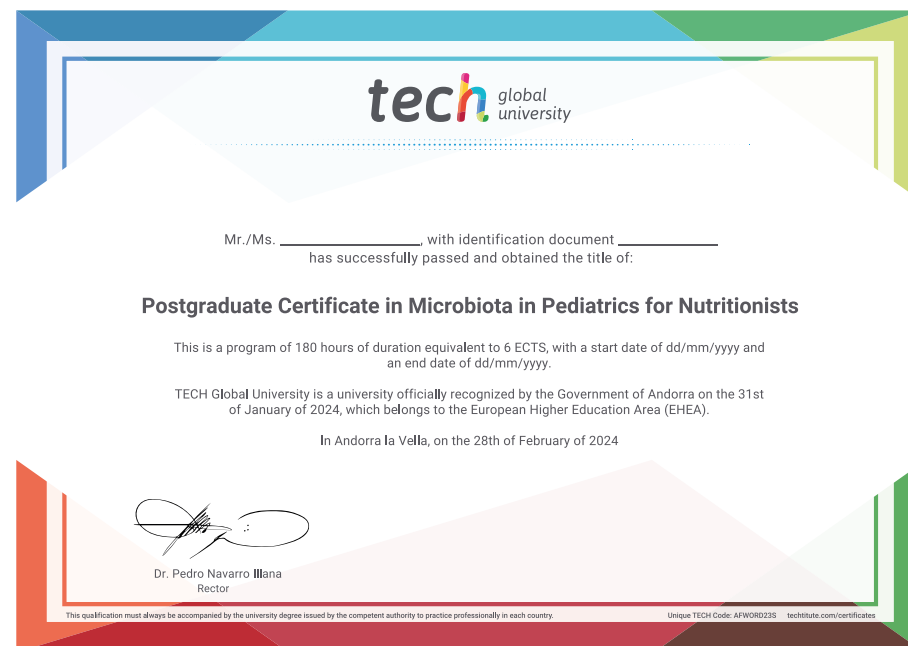 tech global university
Mr./Ms. ____________, with identification document ____________
has successfully passed and obtained the title of:
Postgraduate Certificate in Microbiota in Pediatrics for Nutritionists
This is a program of 180 hours of duration equivalent to 6 ECTS, with a start date of dd/mm/yyyy and
an end date of dd/mm/yyyy.
TECH Global University is a university officially recognized by the Government of Andorra on the 31st
of January of 2024, which belongs to the European Higher Education Area (EHEA).
In Andorra la Vella, on the 28th of February of 2024
Dr. Pedro Navarro Illana
Rector
This qualification must always be accompanied by the university degree issued by the competent authority to practice professionally in each country.
Unique TECH Code: AFWORD23S techtitute.com/certificates